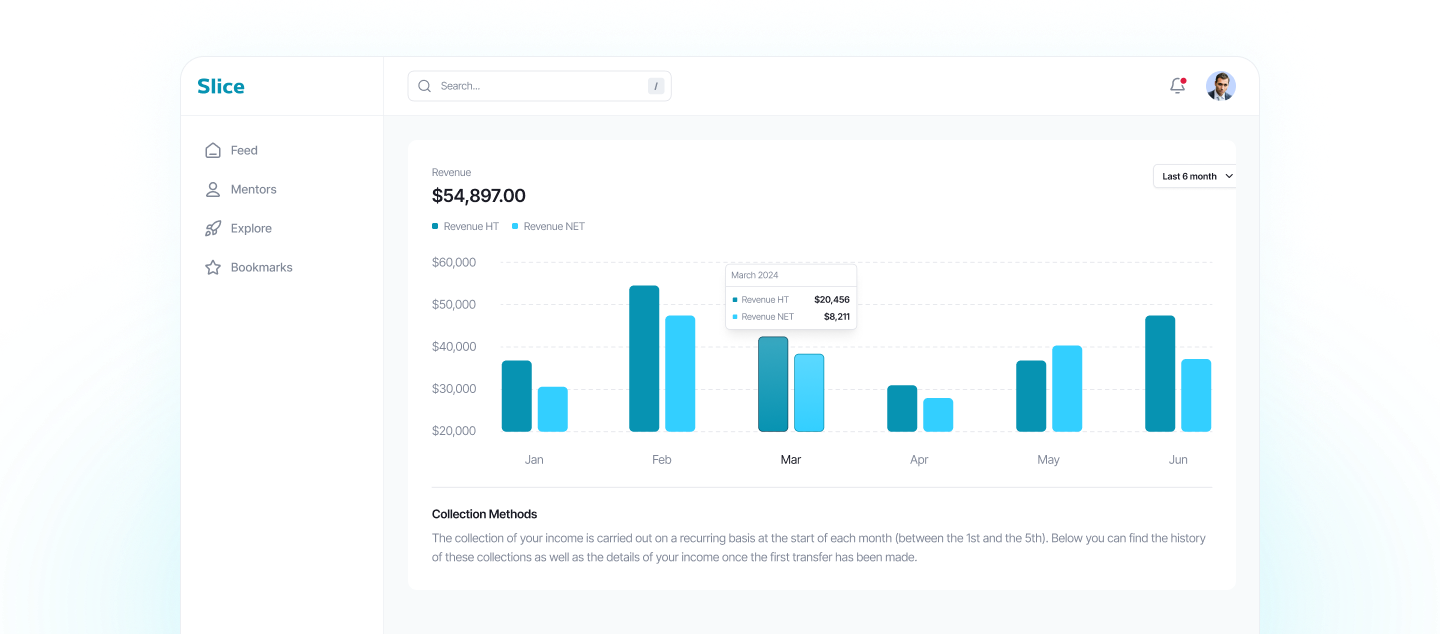 Slice
Search...
/
Feed
Mentors
Explore
Bookmarks
Revenue
$54,897.00
Last 6 month
Revenue HT
Revenue NET
$60,000
$50,000
$40,000
$30,000
$20,000
March 2024
Revenue HT $20,456
Revenue NET $8,211
Jan
Feb
Mar
Apr
May
Jun
Collection Methods
The collection of your income is carried out on a recurring basis at the start of each month (between the 1st and the 5th). Below you can find the history
of these collections as well as the details of your income once the first transfer has been made.